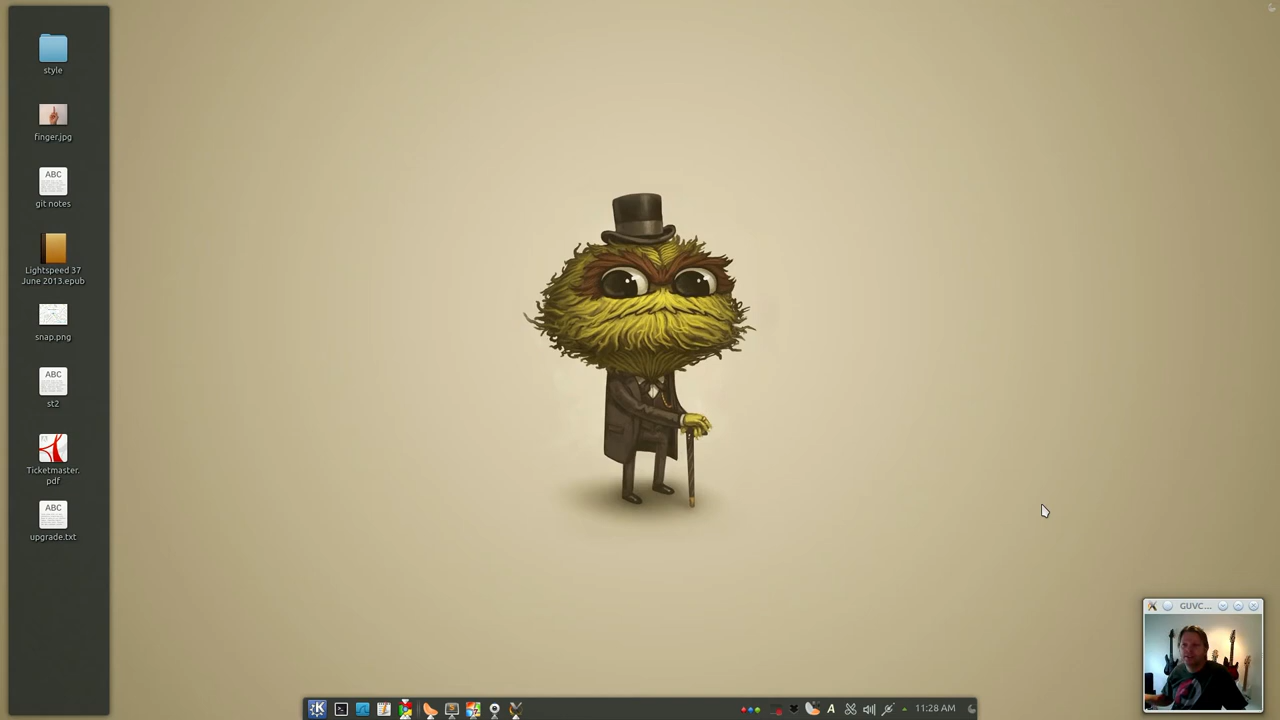 style
finger.jpg
ABC
git notes
Lightspeed 37
June 2013.epub
snap.png
ABC
st2
Ticketmaster.
pdf
ABC
upgrade.txt
GUVC...
K
A
11:28 AM